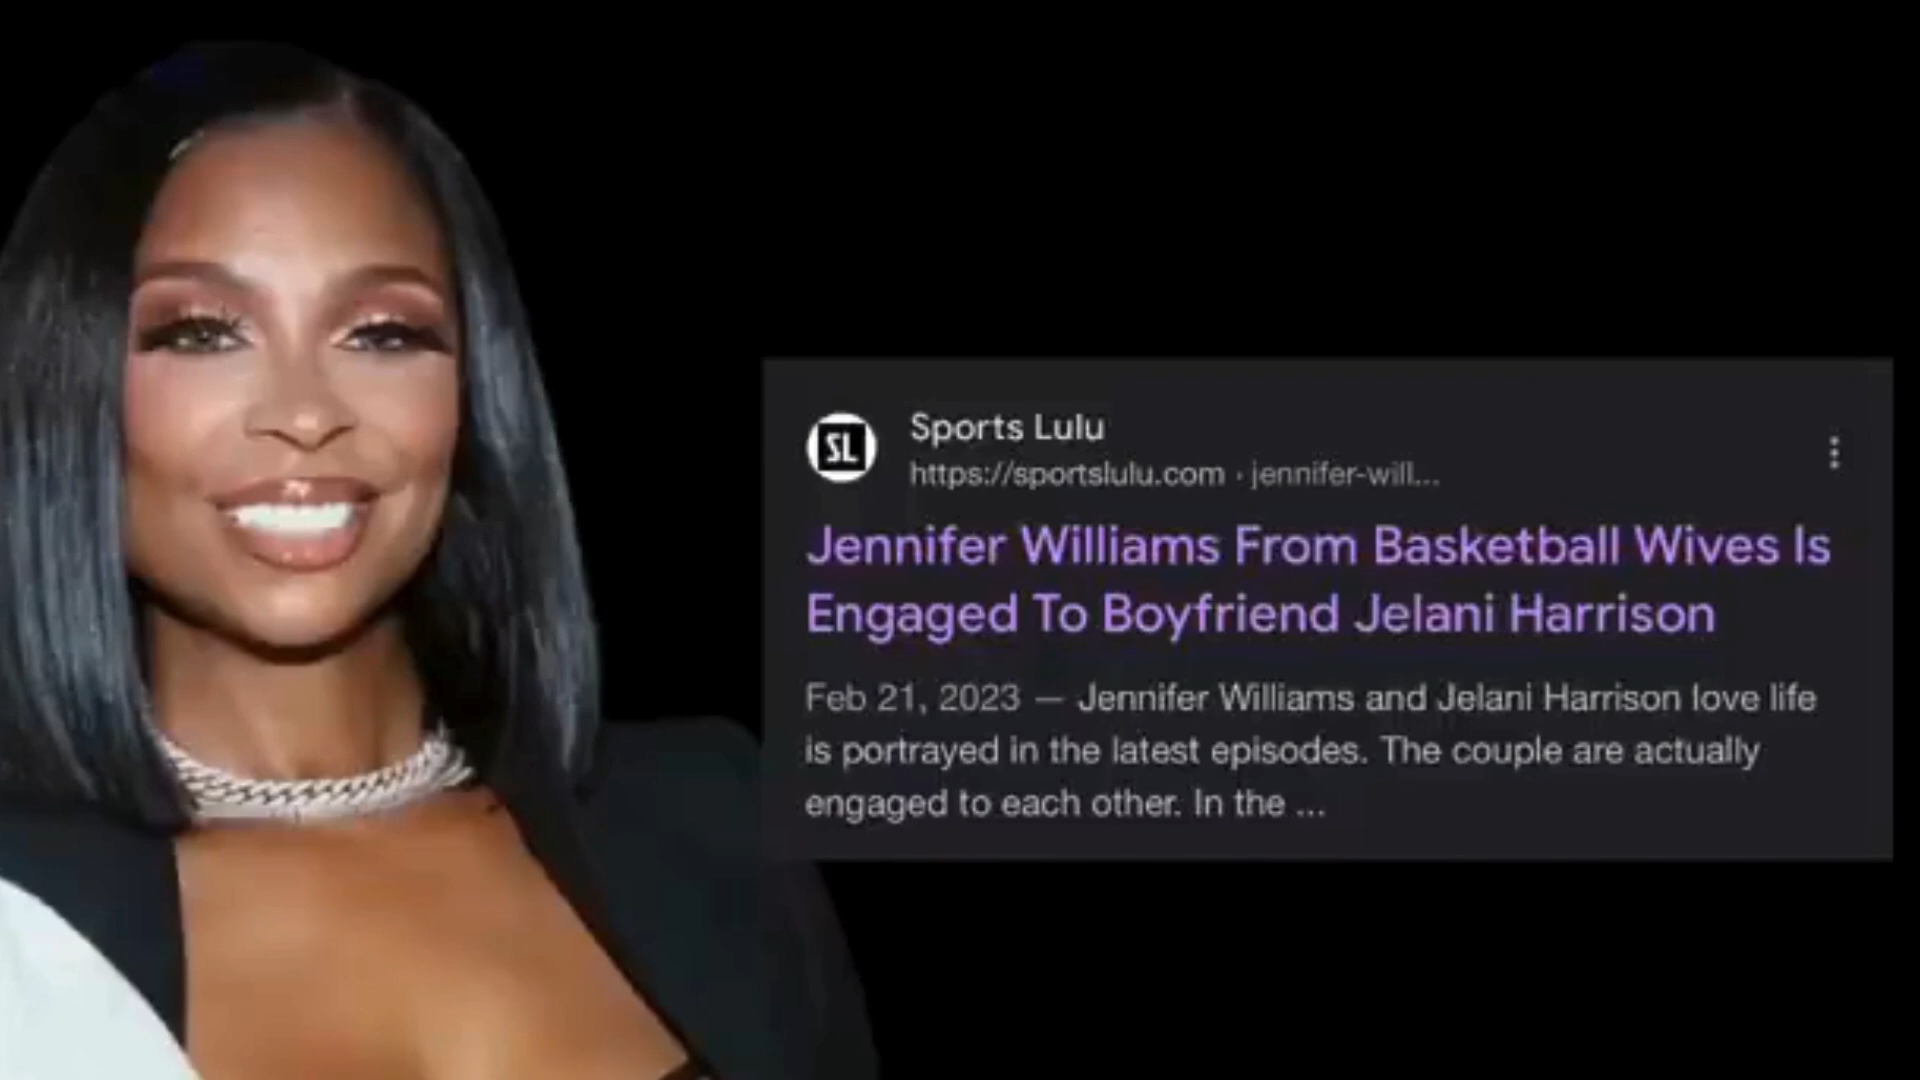 SL
Sports Lulu
https://sportslulu.com · jennifer-will...
Jennifer Williams From Basketball Wives Is
Engaged To Boyfriend Jelani Harrison
Feb 21, 2023 — Jennifer Williams and Jelani Harrison love life
is portrayed in the latest episodes. The couple are actually
engaged to each other. In the ...